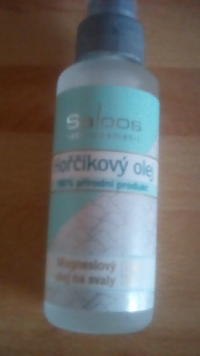 Saloos
Hořčíkový olej
100% přírodní produkt
Magnesiový
olej na svaly